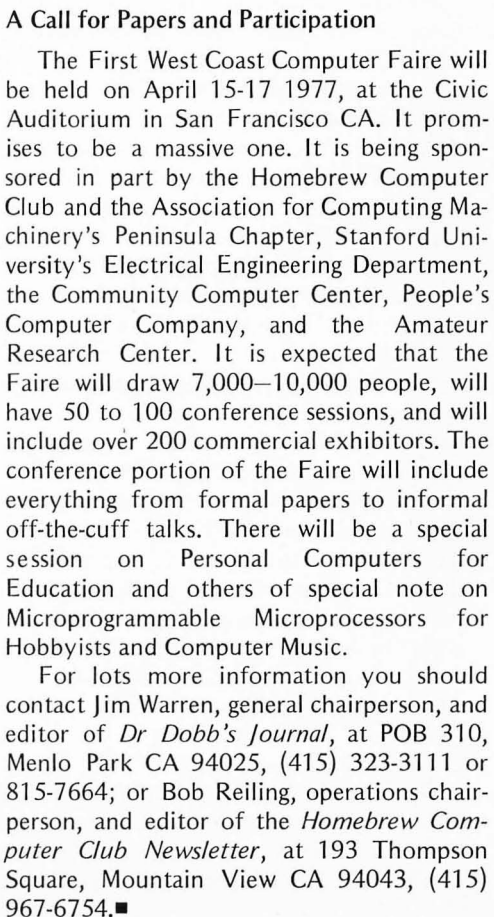 A Call for Papers and Participation
The First West Coast Computer Faire will
be held on April 15-17 1977, at the Civic
Auditorium in San Francisco CA. It prom-
ises to be a massive one. It is being spon-
sored in part by the Homebrew Computer
Club and the Association for Computing Ma-
chinery's Peninsula Chapter, Stanford Uni-
versity's Electrical Engineering Department,
the Community Computer Center, People's
Computer Company, and the Amateur
Research Center. It is expected that the
Faire will draw 7,000—10,000 people, will
have 50 to 100 conference sessions, and will
include over 200 commercial exhibitors. The
conference portion of the Faire will include
everything from formal papers to informal
off-the-cuff talks. There will be a special
session on Personal Computers for
Education and others of special note on
Microprogrammable Microprocessors for
Hobbyists and Computer Music.
For lots more information you should
contact Jim Warren, general chairperson, and
editor of Dr Dobb's Journal, at POB 310,
Menlo Park CA 94025, (415) 323-3111 or
815-7664; or Bob Reiling, operations chair-
person, and editor of the Homebrew Com-
puter Club Newsletter, at 193 Thompson
Square, Mountain View CA 94043, (415)
967-6754.■